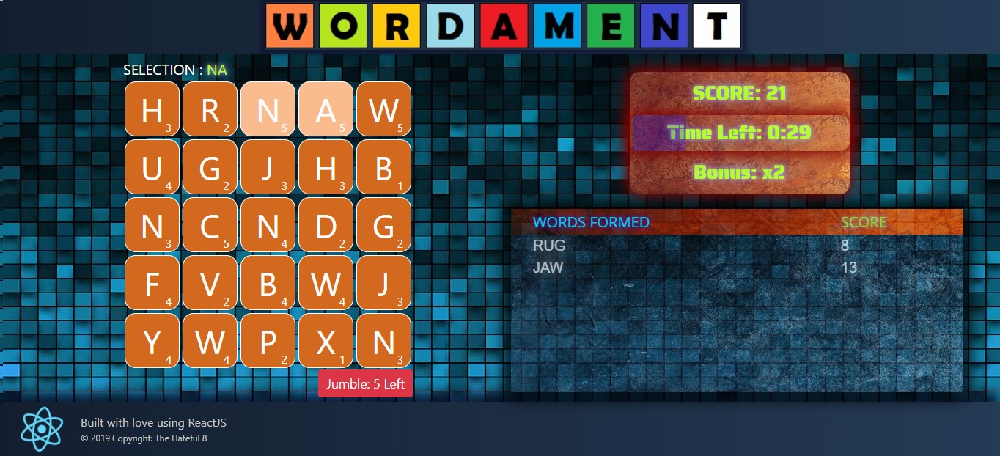 WORDAMENT
SELECTION : NA
H3 R2 N5 A5 W5
U4 G2 J3 H3 B1
N3 C5 N4 D2 G2
F4 V2 B4 W4 J3
Y4 W4 P2 X1 N3
Jumble: 5 Left
SCORE: 21
Time Left: 0:29
Bonus: x2
WORDS FORMED SCORE
RUG 8
JAW 13
Built with love using ReactJS
© 2019 Copyright: The Hateful 8